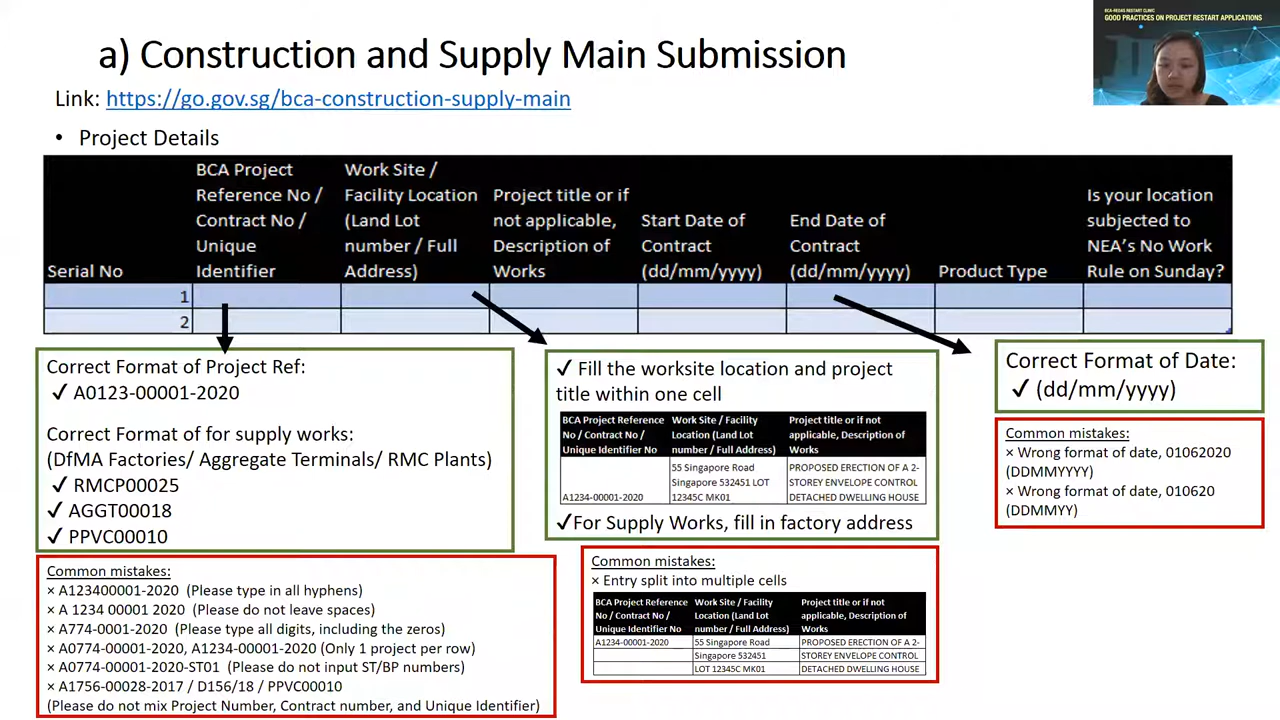 BCA-REDAS RESTART CLINIC
GOOD PRACTICES ON PROJECT RESTART APPLICATIONS
a) Construction and Supply Main Submission
Link: https://go.gov.sg/bca-construction-supply-main
• Project Details
Serial No
BCA Project
Reference No /
Contract No /
Unique
Identifier
Work Site /
Facility Location
(Land Lot
number / Full
Address)
Project title or if
not applicable,
Description of
Works
Start Date of
Contract
(dd/mm/yyyy)
End Date of
Contract
(dd/mm/yyyy)
Product Type
Is your location
subjected to
NEA's No Work
Rule on Sunday?
1
2
Correct Format of Project Ref:
✓ A0123-00001-2020
Correct Format of for supply works:
(DfMA Factories/ Aggregate Terminals/ RMC Plants)
✓ RMCP00025
✓ AGGT00018
✓ PPVC00010
Common mistakes:
× A123400001-2020 (Please type in all hyphens)
× A 1234 00001 2020 (Please do not leave spaces)
× A774-0001-2020 (Please type all digits, including the zeros)
× A0774-00001-2020, A1234-00001-2020 (Only 1 project per row)
× A0774-00001-2020-ST01 (Please do not input ST/BP numbers)
× A1756-00028-2017 / D156/18 / PPVC00010
(Please do not mix Project Number, Contract number, and Unique Identifier)
✓ Fill the worksite location and project
title within one cell
BCA Project Reference
No / Contract No /
Unique Identifier No
Work Site / Facility
Location (Land Lot
number / Full Address)
Project title or if not
applicable, Description of
Works
A1234-00001-2020
55 Singapore Road
Singapore 532451 LOT
12345C MK01
PROPOSED ERECTION OF A 2-
STOREY ENVELOPE CONTROL
DETACHED DWELLING HOUSE
✓For Supply Works, fill in factory address
Common mistakes:
× Entry split into multiple cells
BCA Project Reference
No / Contract No /
Unique Identifier No
Work Site / Facility
Location (Land Lot
number / Full Address)
Project title or if not
applicable, Description of
Works
A1234-00001-2020
55 Singapore Road
Singapore 532451
LOT 12345C MK01
PROPOSED ERECTION OF A 2-
STOREY ENVELOPE CONTROL
DETACHED DWELLING HOUSE
Correct Format of Date:
✓ (dd/mm/yyyy)
Common mistakes:
× Wrong format of date, 01062020
(DDMMYYYY)
× Wrong format of date, 010620
(DDMMYY)